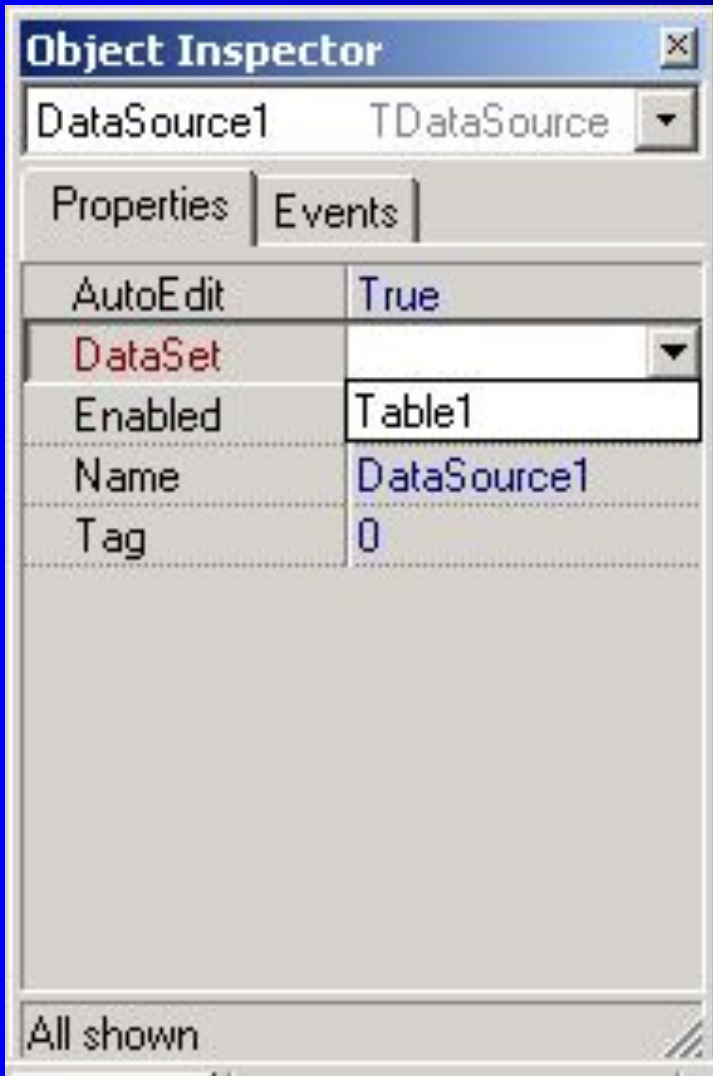 Object Inspector
DataSource1 TDataSource
Properties Events
AutoEdit True
DataSet
Enabled Table1
Name DataSource1
Tag 0
All shown